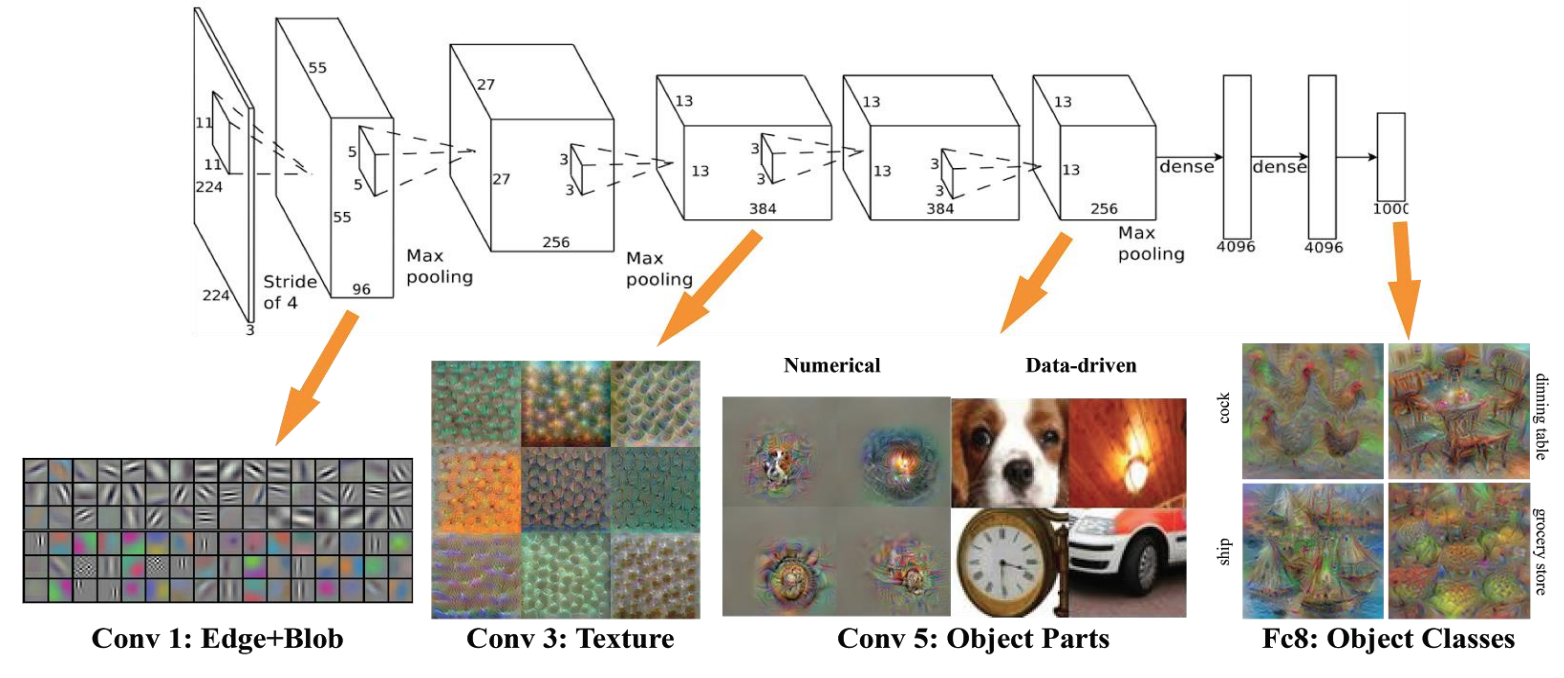 11
11
224
224
3
Stride
of 4
55
55
5
5
96
Max
pooling
27
27
3
3
256
Max
pooling
13
13
3
3
384
13
13
3
3
384
13
13
256
Max
pooling
dense
4096
dense
4096
1000
Numerical
Data-driven
cock
dinning table
ship
grocery store
Conv 1: Edge+Blob
Conv 3: Texture
Conv 5: Object Parts
Fc8: Object Classes